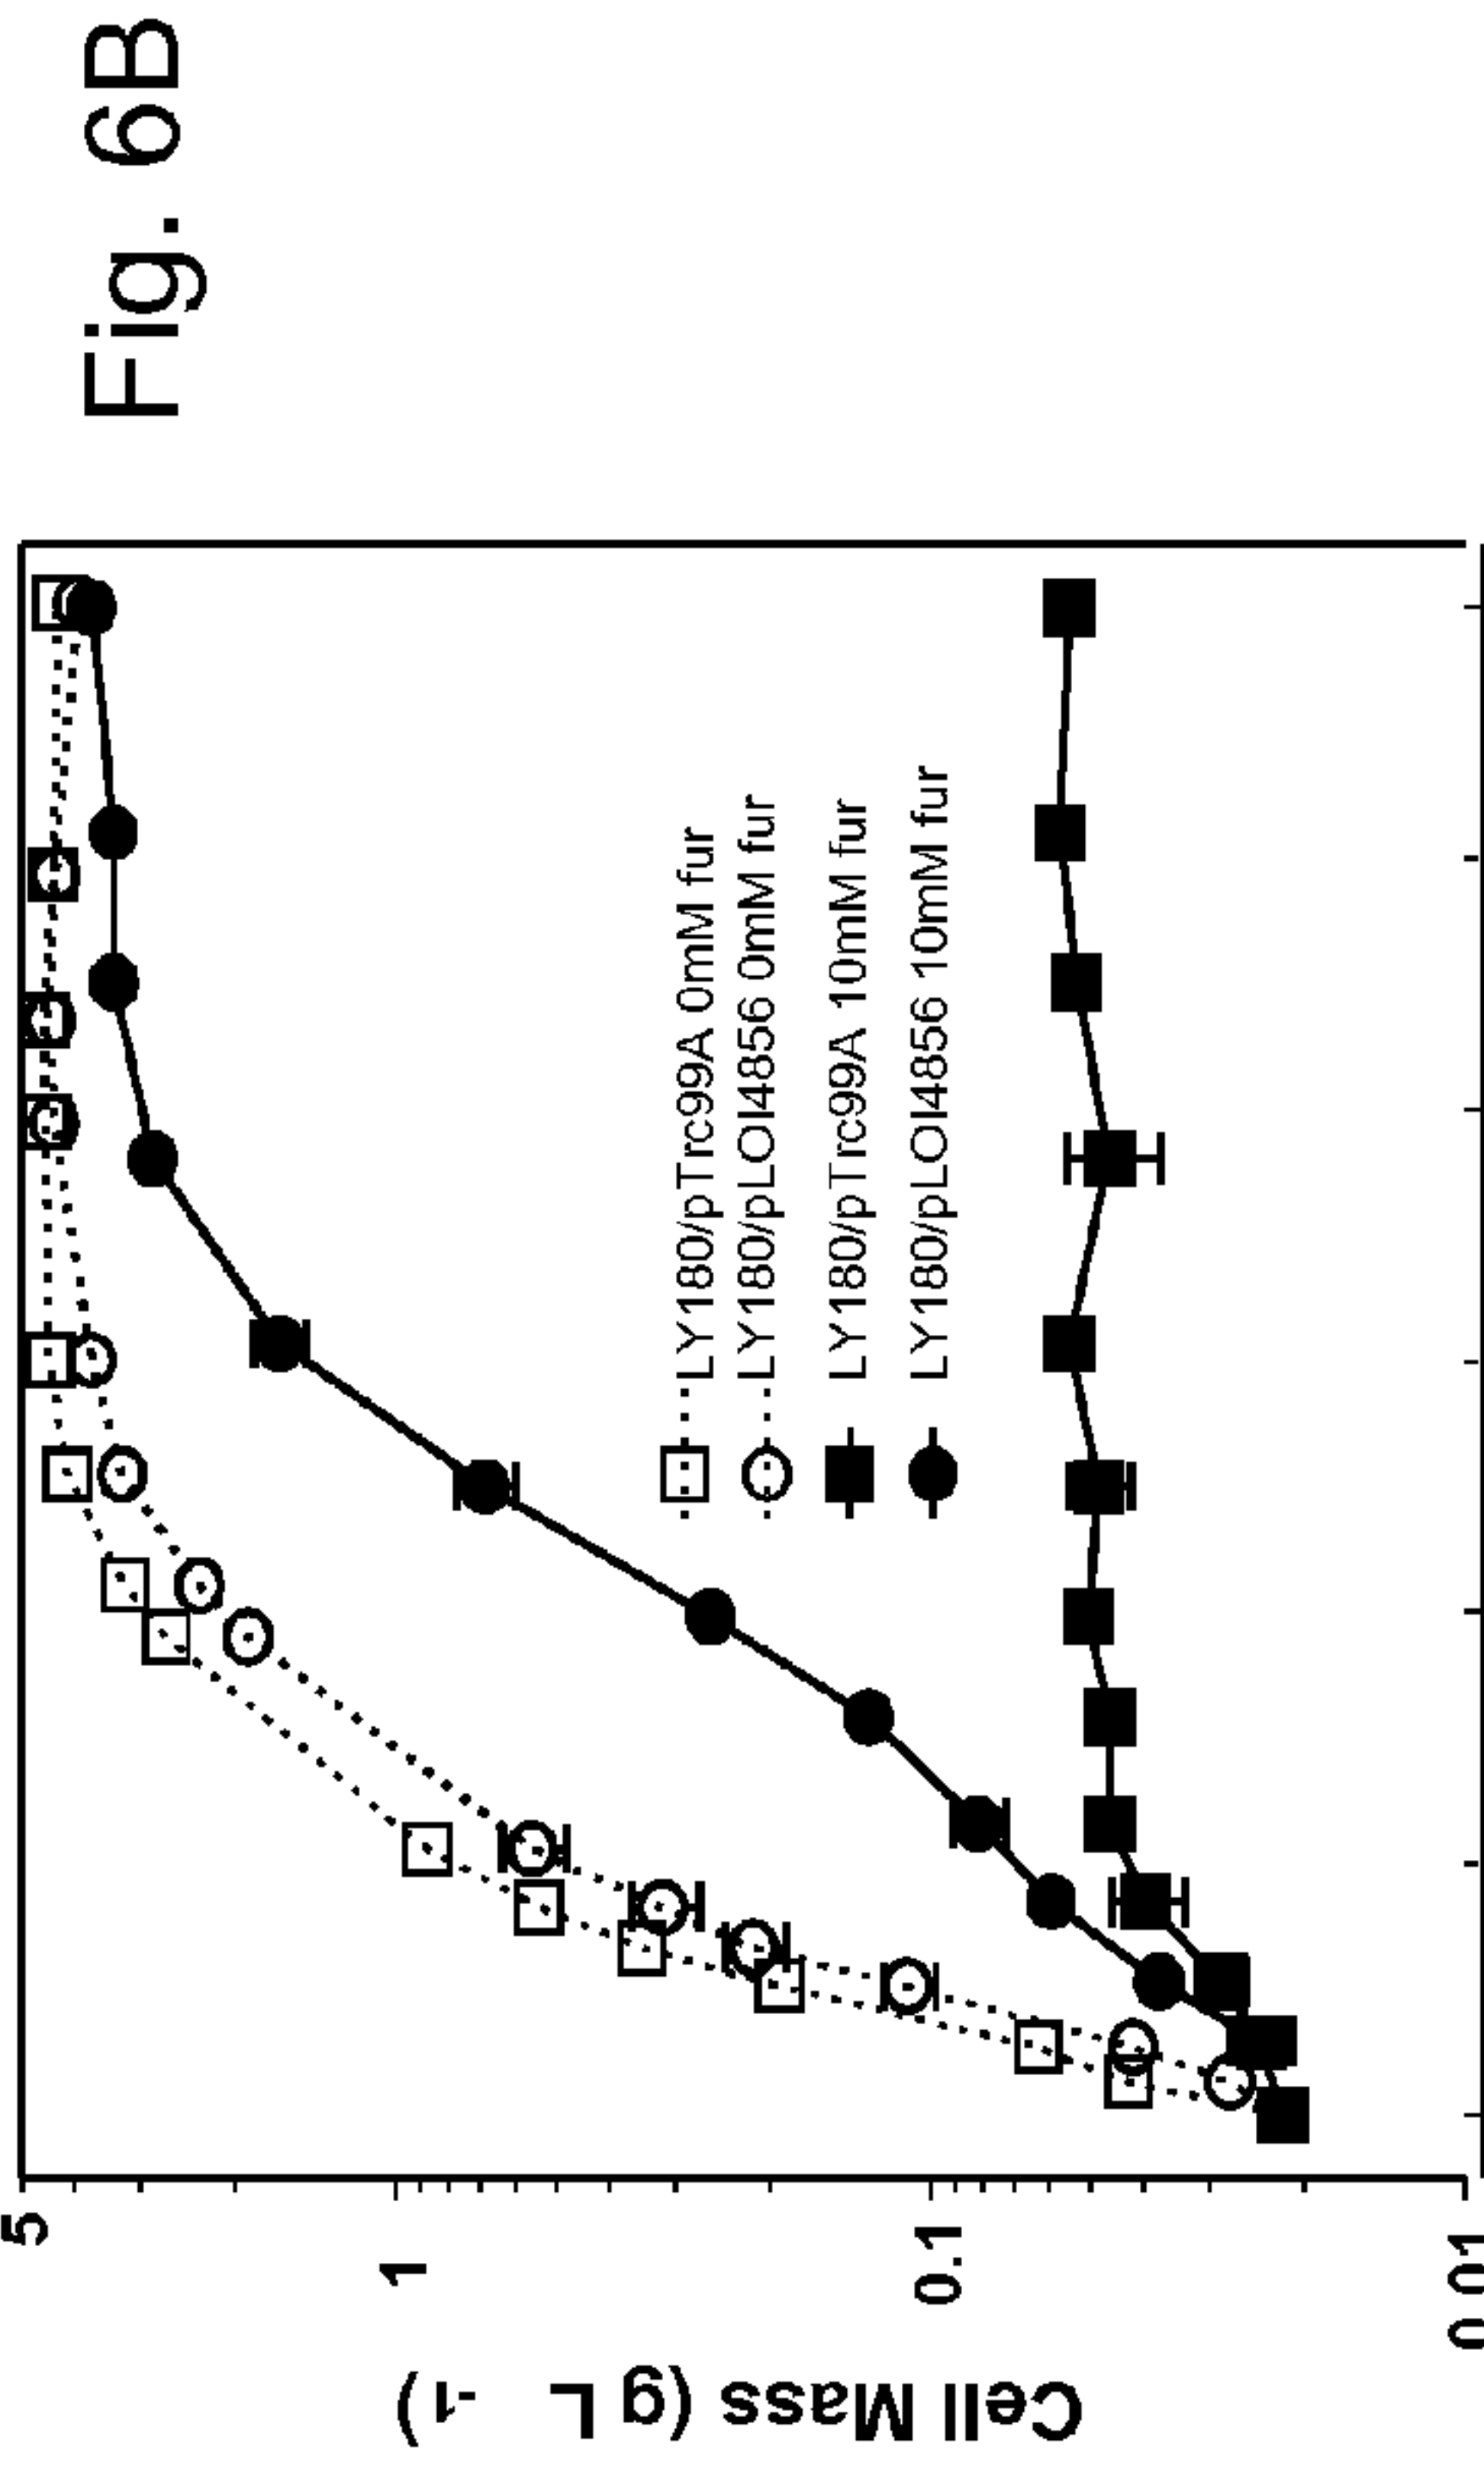 Fig. 6B
5
1
0.1
0.01
Cell Mass (g L -1)
LY180/pTrc99A 0mM fur
LY180/pLOI4856 0mM fur
LY180/pTrc99A 10mM fur
LY180/pLOI4856 10mM fur